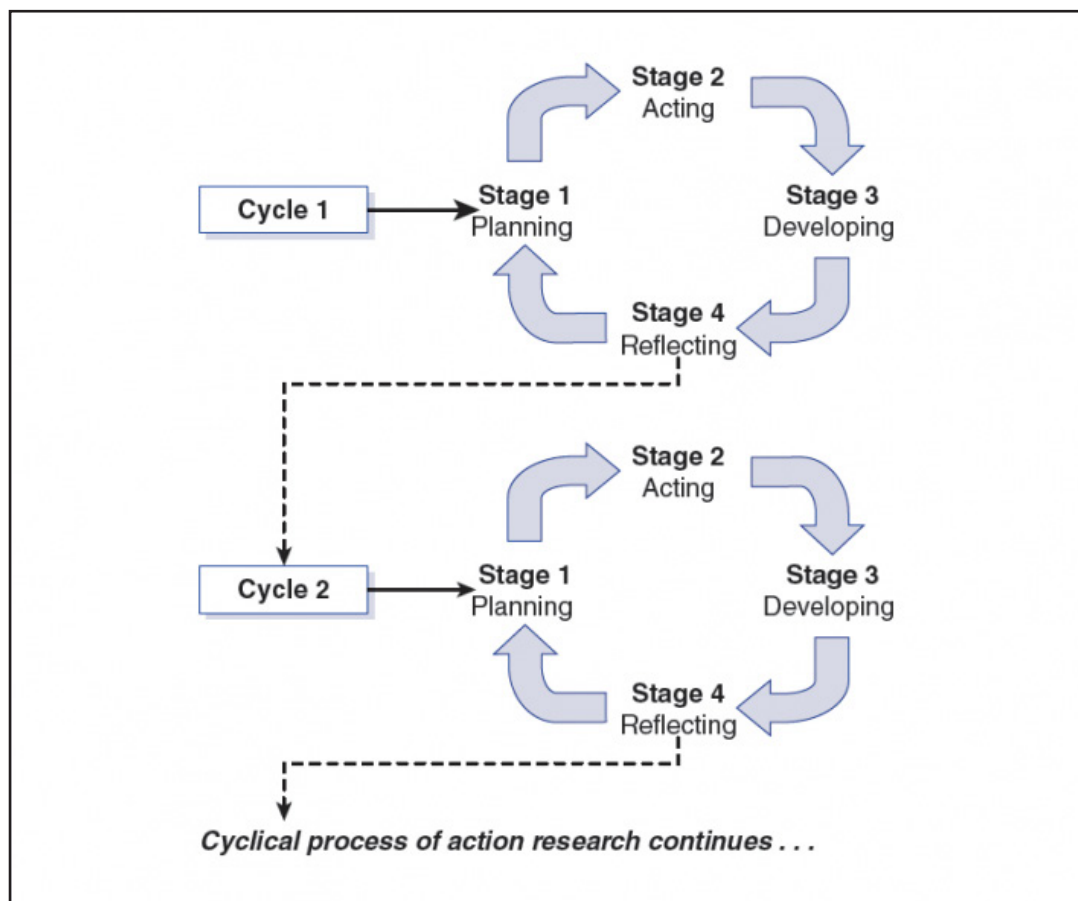 Stage 2
Acting
Cycle 1
Stage 1
Planning
Stage 3
Developing
Stage 4
Reflecting
Stage 2
Acting
Cycle 2
Stage 1
Planning
Stage 3
Developing
Stage 4
Reflecting
Cyclical process of action research continues . . .